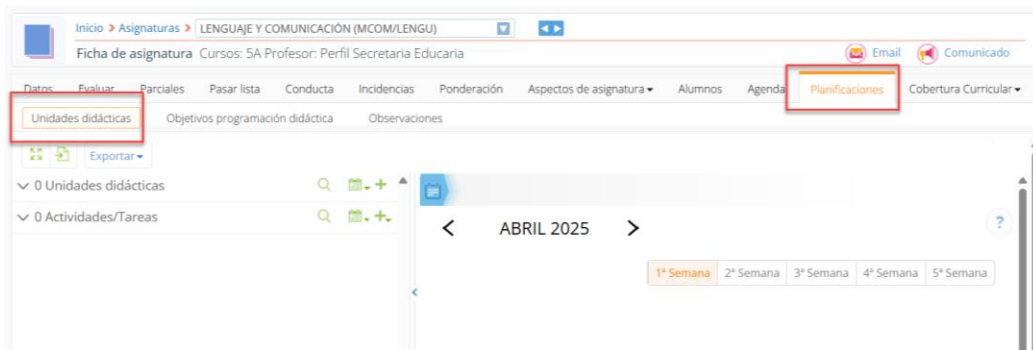 Inicio > Asignaturas > LENGUAJE Y COMUNICACIÓN (MCOM/LENGU)
Ficha de asignatura Cursos: 5A Profesor: Perfil Secretaria Educaria Email Comunicado
Datos Evaluar Parciales Pasar lista Conducta Incidencias Ponderación Aspectos de asignatura Alumnos Agenda Planificaciones Cobertura Curricular
Unidades didácticas Objetivos programación didáctica Observaciones
Exportar
0 Unidades didácticas
0 Actividades/Tareas
< ABRIL 2025 > ?
1ª Semana 2ª Semana 3ª Semana 4ª Semana 5ª Semana